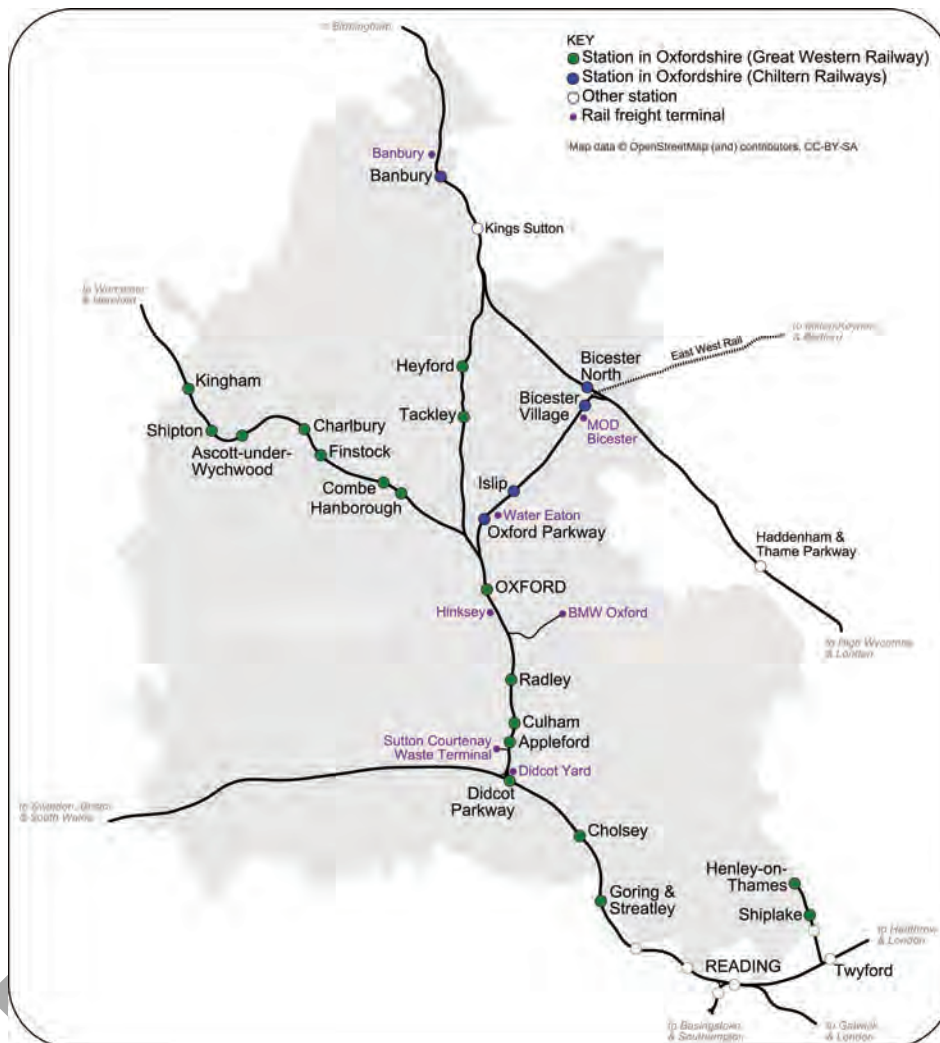 to Birmingham
KEY
Station in Oxfordshire (Great Western Railway)
Station in Oxfordshire (Chiltern Railways)
Other station
Rail freight terminal
Map data © OpenStreetMap (and) contributors, CC-BY-SA
Banbury
Banbury
Kings Sutton
to Worcester
& Hereford
to Milton Keynes
& Bedford
East West Rail
Bicester
North
Heyford
Kingham
Bicester
Village
Tackley
MOD
Bicester
Charlbury
Shipton
Ascott-under-
Wychwood
Finstock
Combe
Hanborough
Islip
Water Eaton
Oxford Parkway
Haddenham &
Thame Parkway
OXFORD
Hinksey
BMW Oxford
to High Wycombe
& London
Radley
Culham
Appleford
Sutton Courtenay
Waste Terminal
Didcot Yard
Didcot
Parkway
to Swindon, Bristol
& South Wales
Cholsey
Henley-on-
Thames
Goring &
Streatley
Shiplake
to Heathrow
& London
READING
Twyford
to Basingstoke
& Southampton
to Gatwick
& London